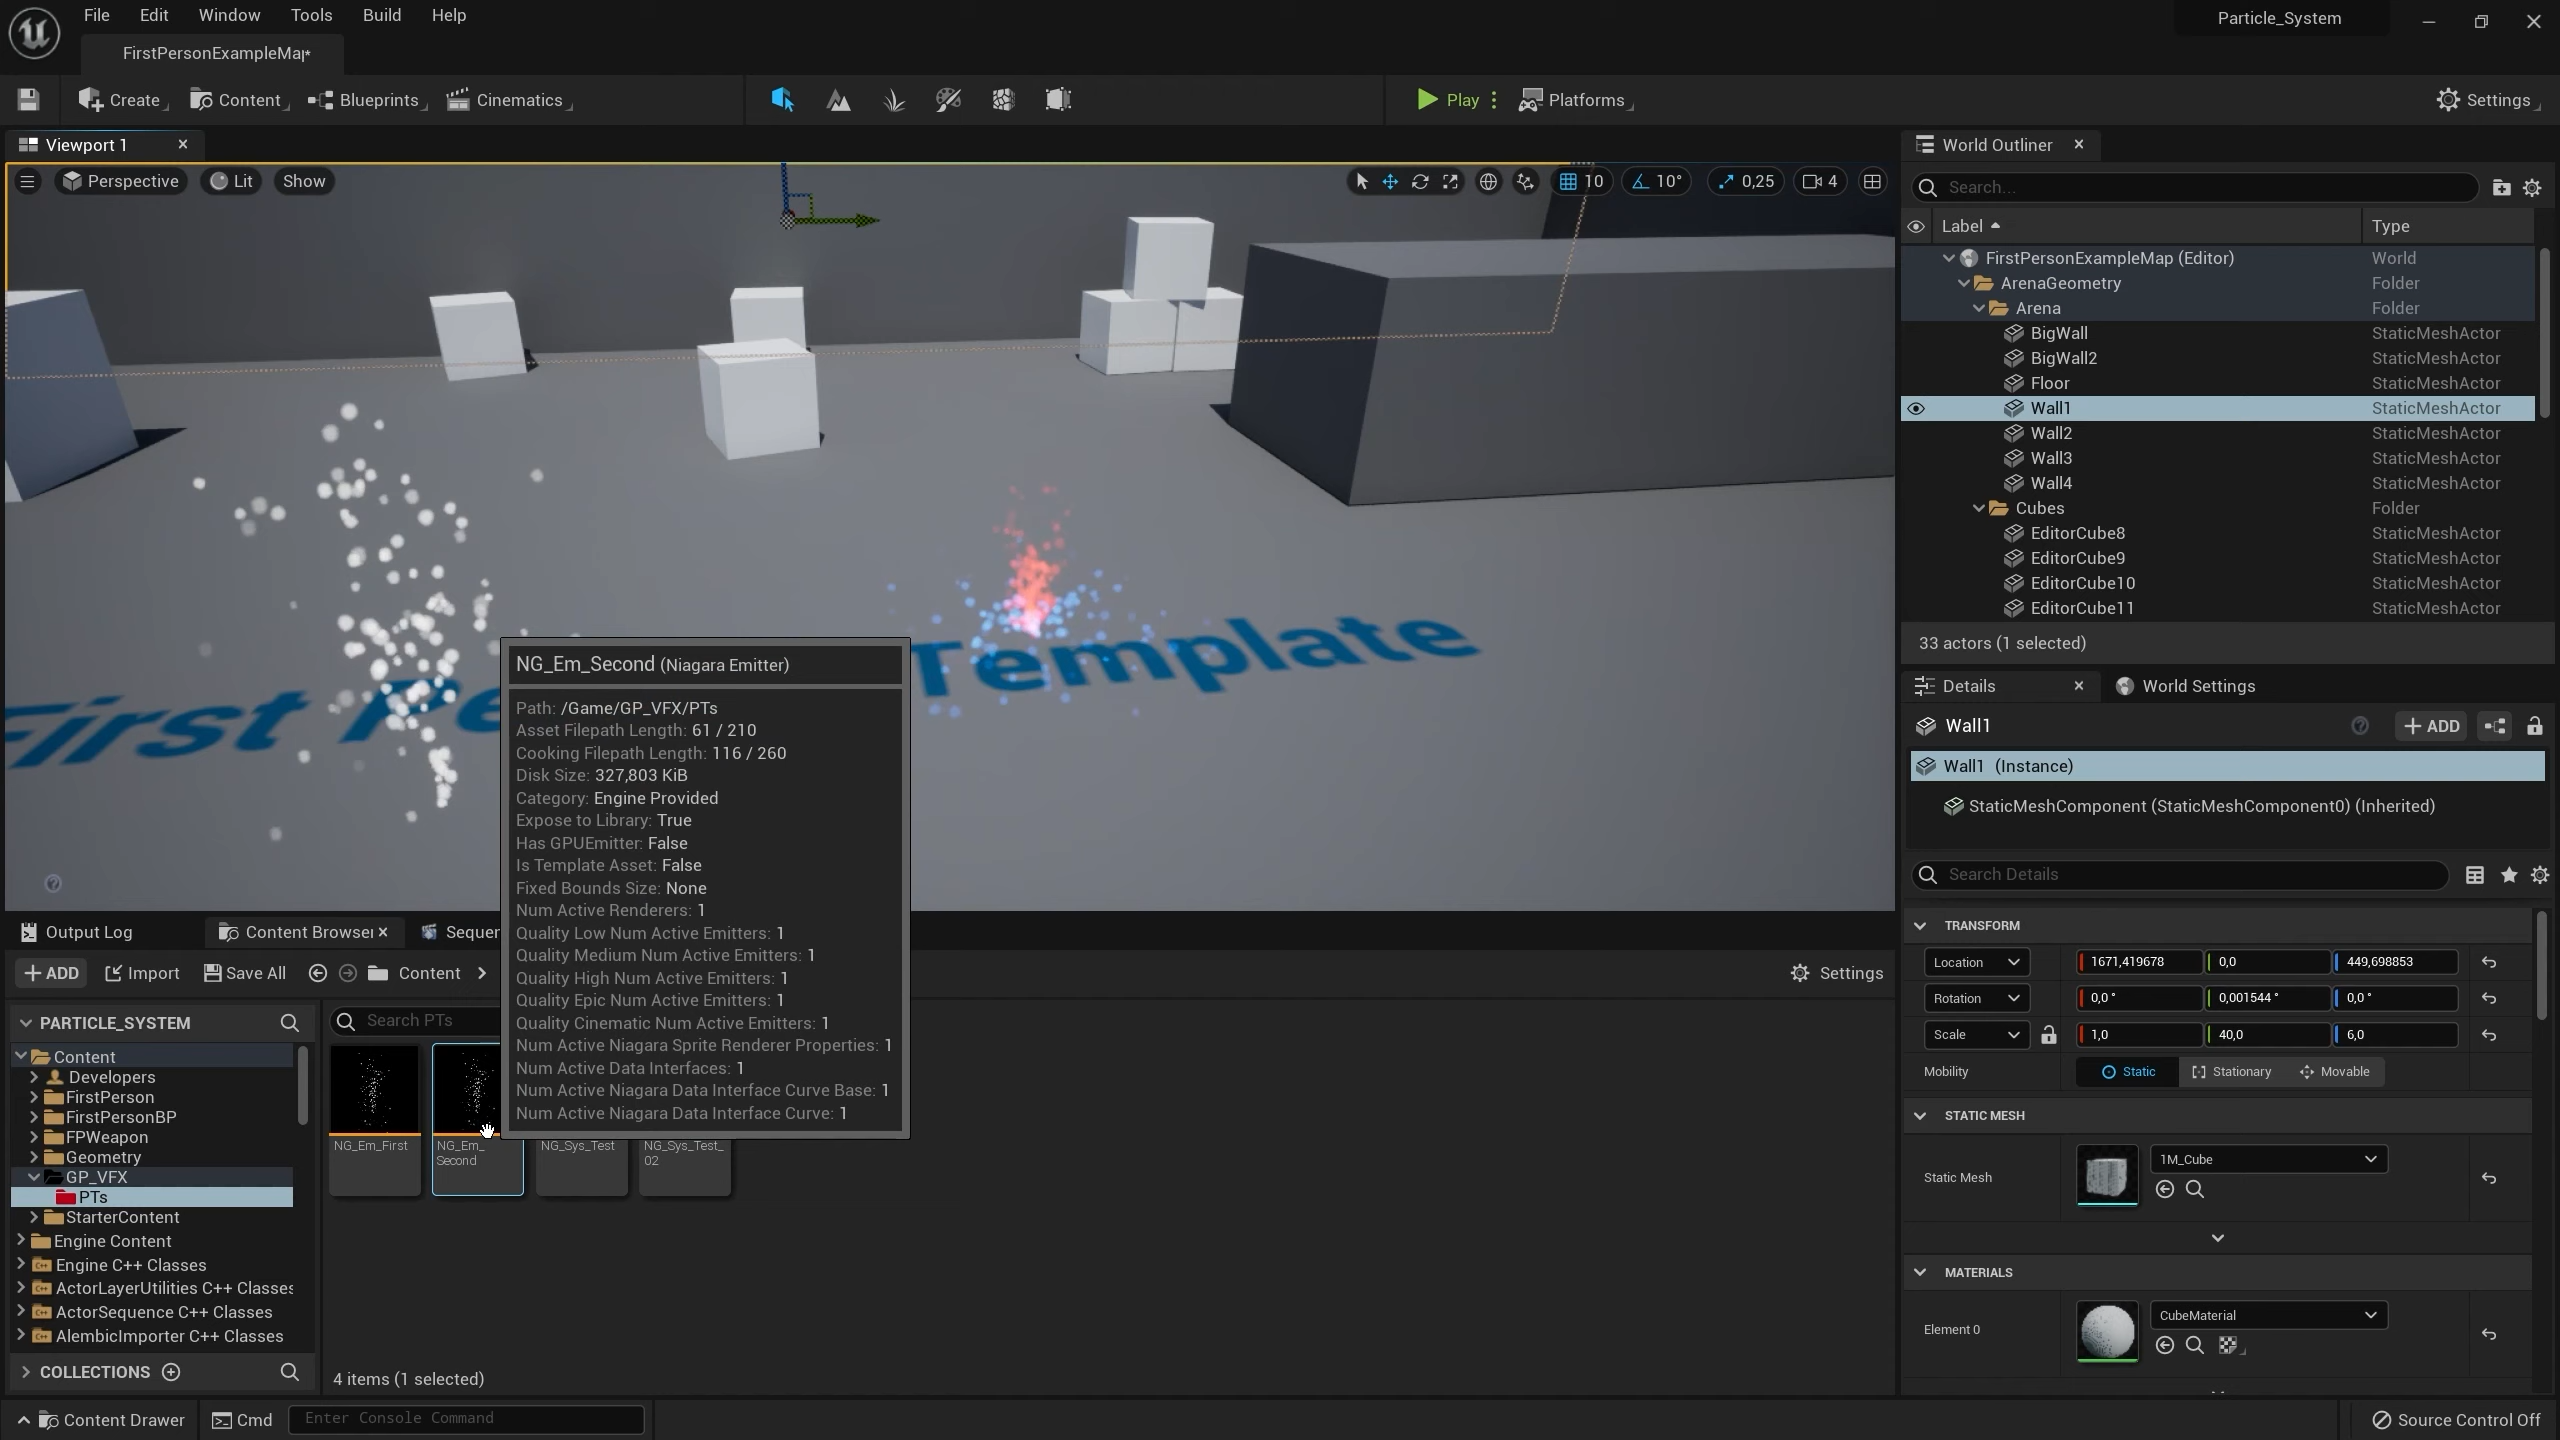 File Edit Window Tools Build Help
Particle_System
FirstPersonExampleMap*
Create Content Blueprints Cinematics Play Platforms Settings
Viewport 1
Perspective Lit Show
10 10° 0,25 4
First Pe
Template
NG_Em_Second (Niagara Emitter)
Path: /Game/GP_VFX/PTs
Asset Filepath Length: 61 / 210
Cooking Filepath Length: 116 / 260
Disk Size: 327,803 KiB
Category: Engine Provided
Expose to Library: True
Has GPUEmitter: False
Is Template Asset: False
Fixed Bounds Size: None
Num Active Renderers: 1
Quality Low Num Active Emitters: 1
Quality Medium Num Active Emitters: 1
Quality High Num Active Emitters: 1
Quality Epic Num Active Emitters: 1
Quality Cinematic Num Active Emitters: 1
Num Active Niagara Sprite Renderer Properties: 1
Num Active Data Interfaces: 1
Num Active Niagara Data Interface Curve Base: 1
Num Active Niagara Data Interface Curve: 1
World Outliner
Search...
Label Type
FirstPersonExampleMap (Editor) World
ArenaGeometry Folder
Arena Folder
BigWall StaticMeshActor
BigWall2 StaticMeshActor
Floor StaticMeshActor
Wall1 StaticMeshActor
Wall2 StaticMeshActor
Wall3 StaticMeshActor
Wall4 StaticMeshActor
Cubes Folder
EditorCube8 StaticMeshActor
EditorCube9 StaticMeshActor
EditorCube10 StaticMeshActor
EditorCube11 StaticMeshActor
33 actors (1 selected)
Details World Settings
Wall1 ADD
Wall1 (Instance)
StaticMeshComponent (StaticMeshComponent0) (Inherited)
Search Details
TRANSFORM
Location 1671,419678 0,0 449,698853
Rotation 0,0 ° 0,001544 ° 0,0 °
Scale 1,0 40,0 6,0
Mobility Static Stationary Movable
STATIC MESH
Static Mesh 1M_Cube
MATERIALS
Element 0 CubeMaterial
Output Log Content Browser Sequen
ADD Import Save All Content Settings
PARTICLE_SYSTEM
Content
Developers
FirstPerson
FirstPersonBP
FPWeapon
Geometry
GP_VFX
PTs
StarterContent
Engine Content
Engine C++ Classes
ActorLayerUtilities C++ Classes
ActorSequence C++ Classes
AlembicImporter C++ Classes
COLLECTIONS
Search PTs
NG_Em_First
NG_Em_
Second
NG_Sys_Test
NG_Sys_Test_
02
4 items (1 selected)
Content Drawer Cmd Enter Console Command Source Control Off